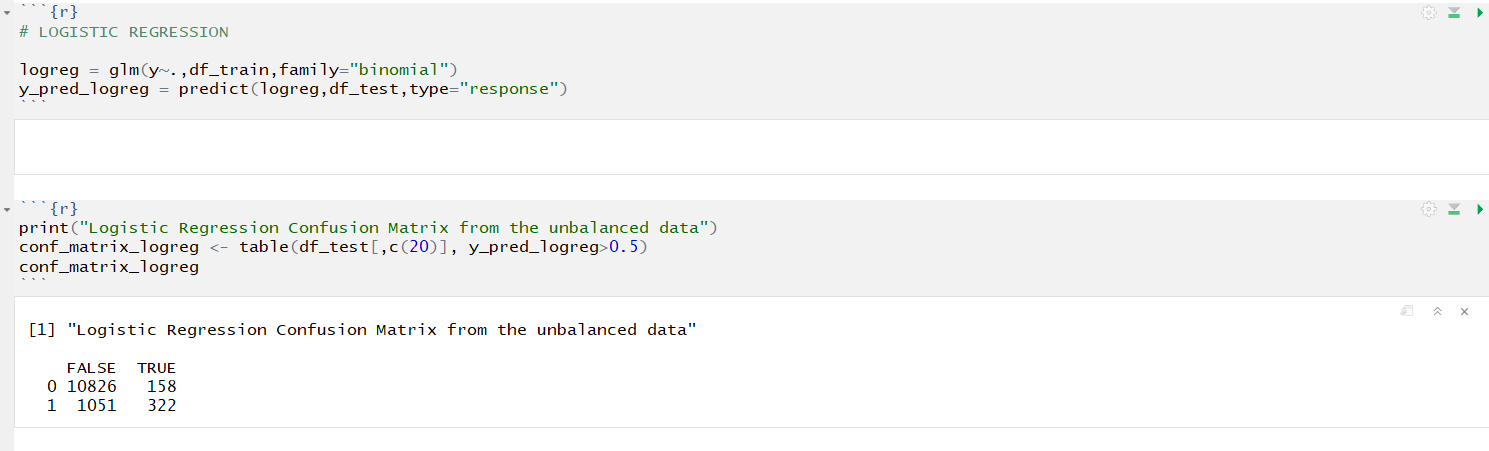 ```{r}
# LOGISTIC REGRESSION
logreg = glm(y~.,df_train,family="binomial")
y_pred_logreg = predict(logreg,df_test,type="response")
```
```{r}
print("Logistic Regression Confusion Matrix from the unbalanced data")
conf_matrix_logreg <- table(df_test[,c(20)], y_pred_logreg>0.5)
conf_matrix_logreg
```
[1] "Logistic Regression Confusion Matrix from the unbalanced data"
FALSE TRUE
0 10826 158
1 1051 322